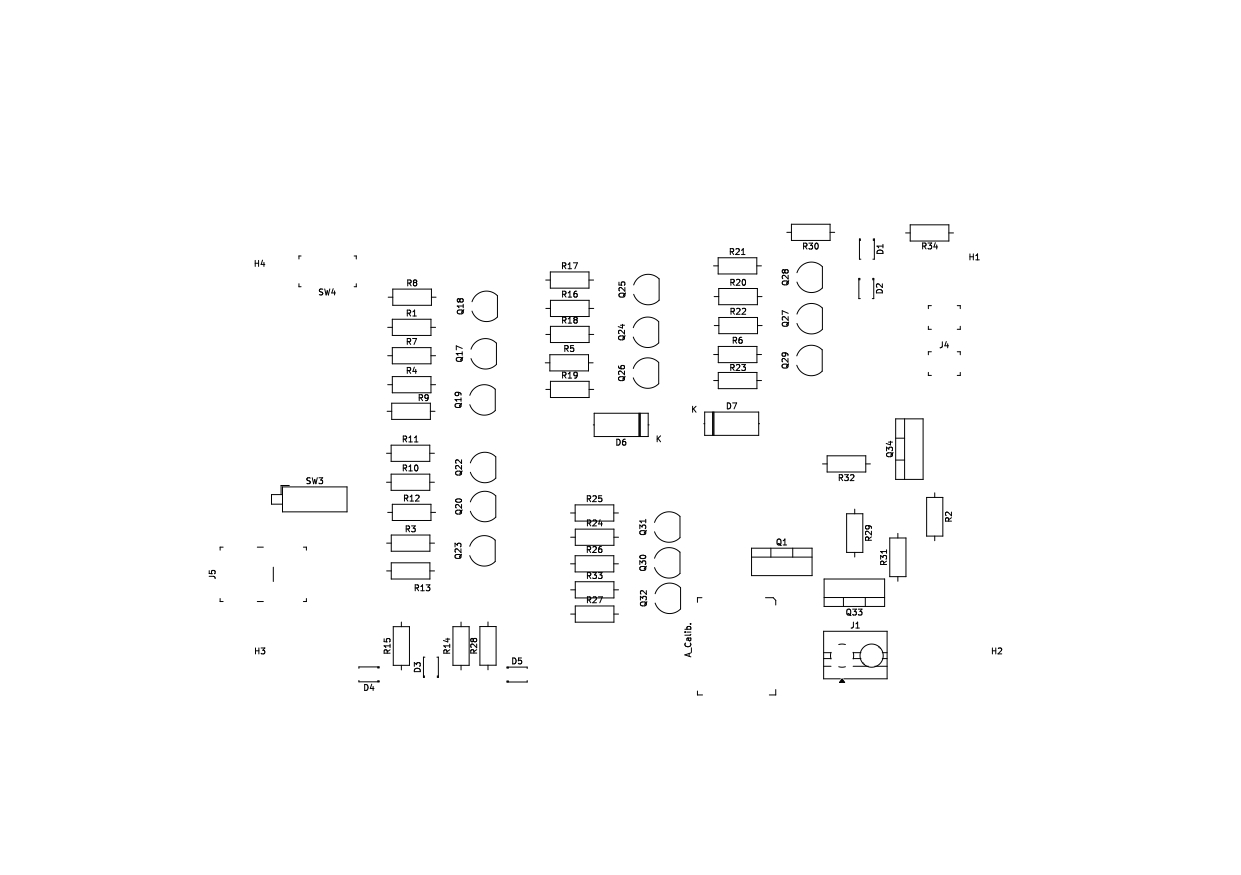 R30
D1
R34
H4
SW4
R17
R21
H1
R8
Q18
R16
Q25
R20
Q28
D2
R1
R18
Q24
R22
Q27
R7
R5
R6
Q29
J4
Q17
R4
R19
Q26
R23
R9
Q19
D6
K
K
D7
R11
Q22
R32
Q34
R10
SW3
R12
Q20
R25
Q31
R2
R3
Q23
R24
R29
R26
Q30
Q1
R31
J5
R13
R33
Q32
R27
Q33
J1
H3
R15
D3
R14
R28
D5
A_Calib.
H2
D4